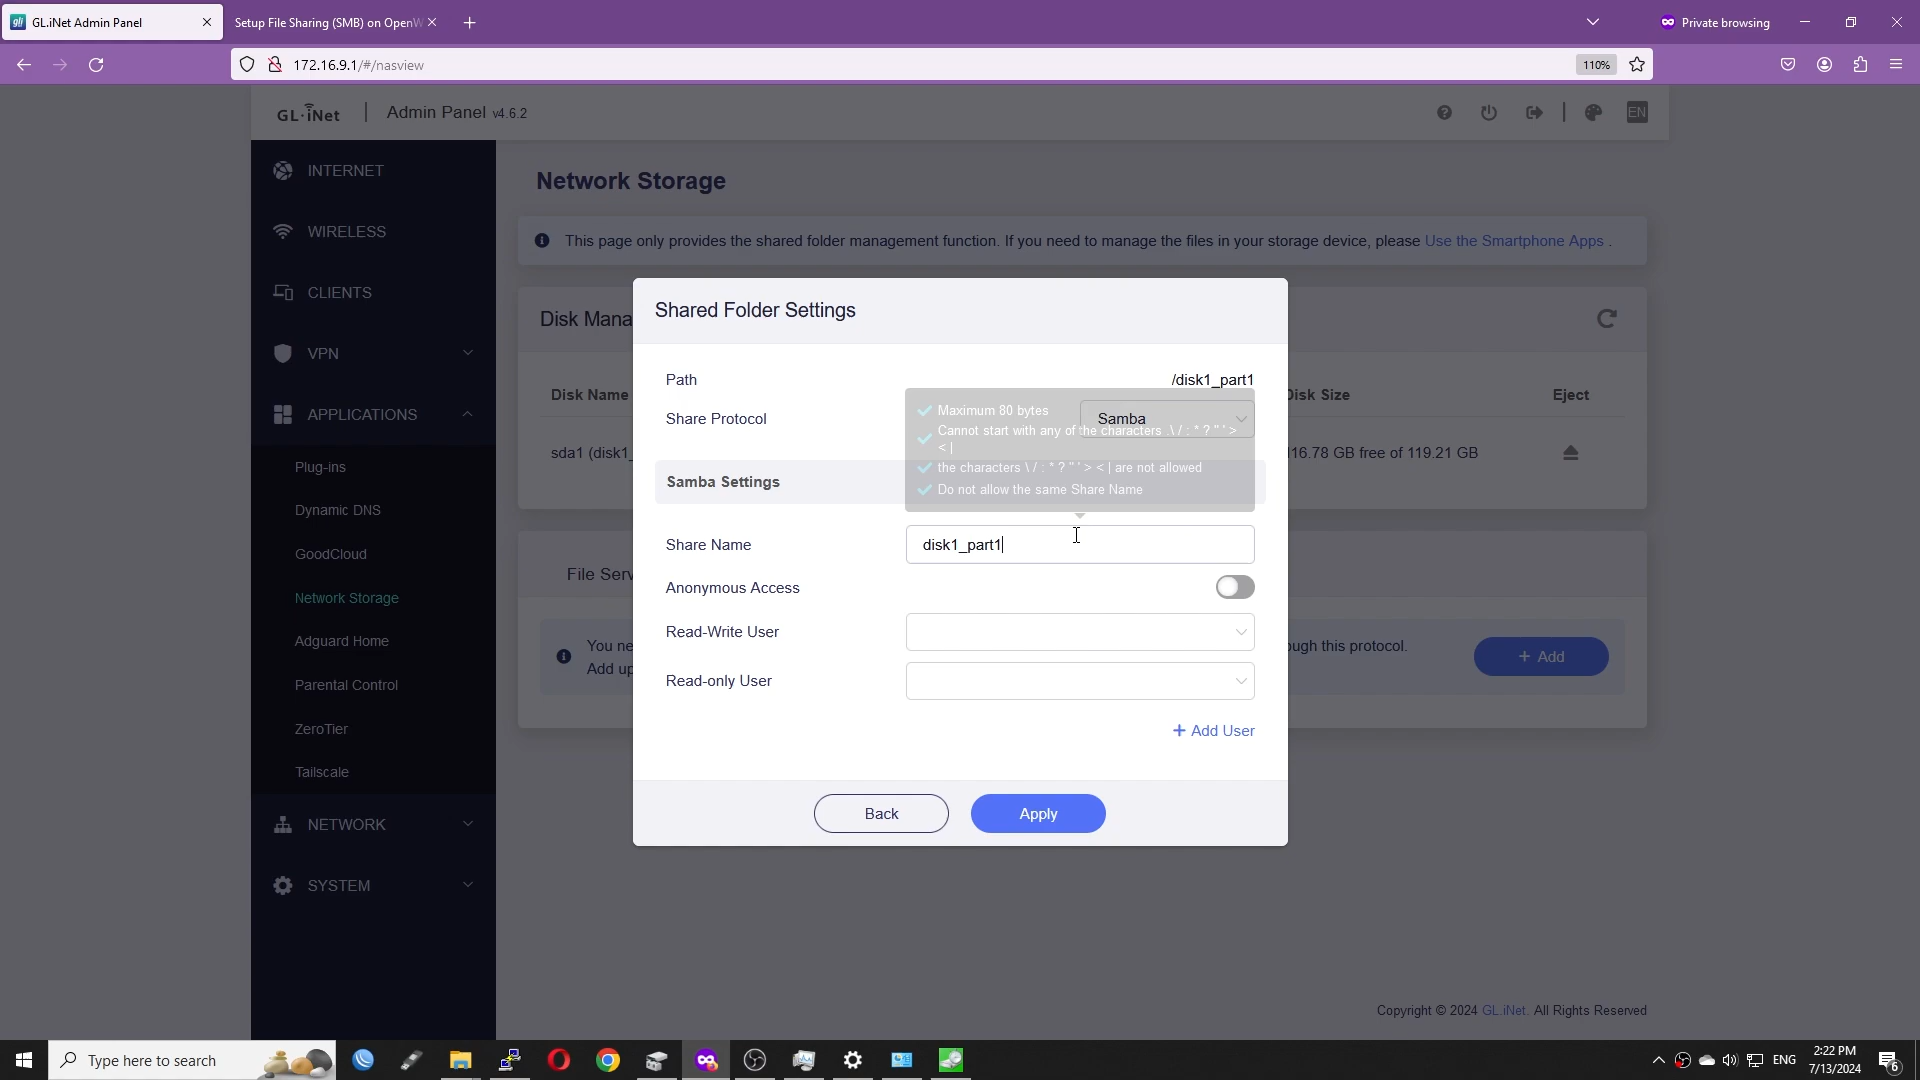 GL.iNet Admin Panel
Setup File Sharing (SMB) on OpenW
Private browsing
172.16.9.1/#/nasview
110%
GL·iNet
Admin Panel v4.6.2
EN
INTERNET
WIRELESS
CLIENTS
VPN
APPLICATIONS
Plug-ins
Dynamic DNS
GoodCloud
Network Storage
Adguard Home
Parental Control
ZeroTier
Tailscale
NETWORK
SYSTEM
Network Storage
This page only provides the shared folder management function. If you need to manage the files in your storage device, please Use the Smartphone Apps .
Disk Mana
Disk Name
Disk Size
Eject
sda1 (disk1_
116.78 GB free of 119.21 GB
File Serv
You ne
ough this protocol.
Add up
+ Add
Shared Folder Settings
Path
/disk1_part1
Share Protocol
Samba
Maximum 80 bytes
Cannot start with any of the characters .\ / : * ? " ' >
< |
the characters \ / : * ? " ' > < | are not allowed
Do not allow the same Share Name
Samba Settings
Share Name
disk1_part1
Anonymous Access
Read-Write User
Read-only User
+ Add User
Back
Apply
Copyright © 2024 GL.iNet. All Rights Reserved
Type here to search
ENG
2:22 PM
7/13/2024
6